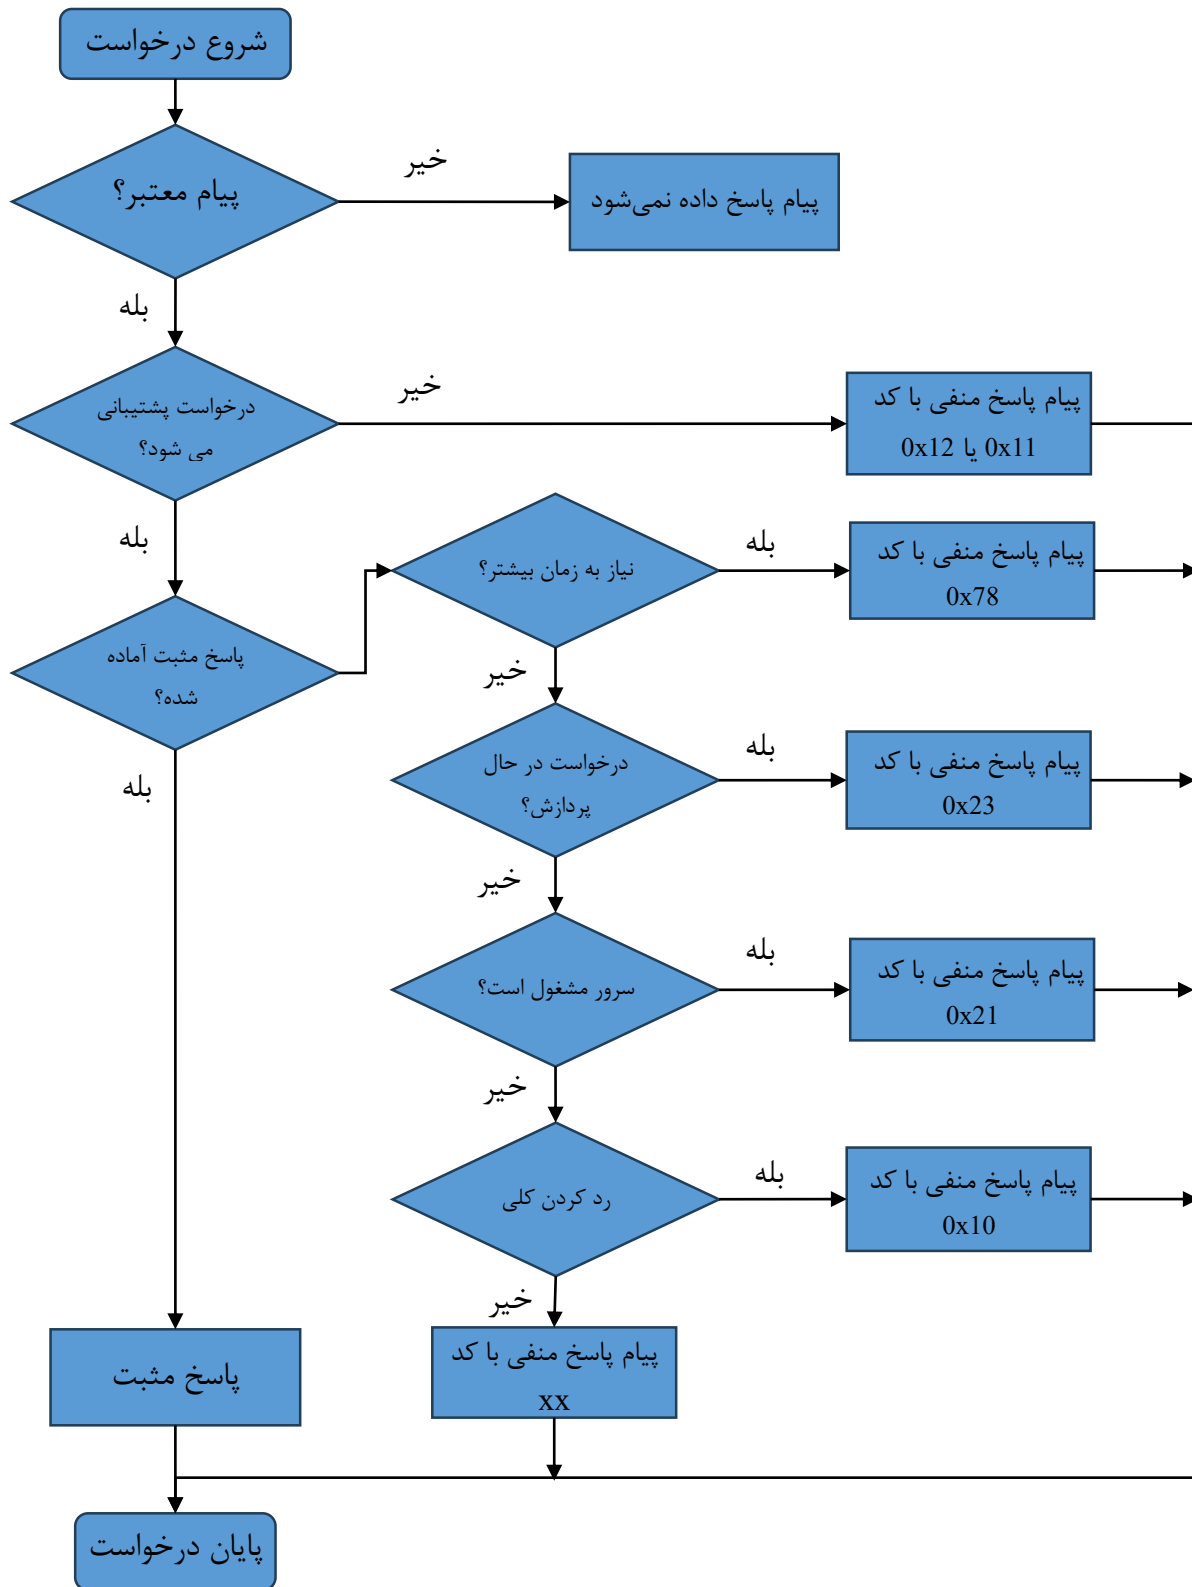 شروع درخواست
پیام معتبر؟
خیر
پیام پاسخ داده نمی‌شود
بله
درخواست پشتیبانی
می شود؟
خیر
پیام پاسخ منفی با کد
0x11 یا 0x12
بله
نیاز به زمان بیشتر؟
بله
پیام پاسخ منفی با کد
0x78
پاسخ مثبت آماده
شده؟
خیر
درخواست در حال
پردازش؟
بله
پیام پاسخ منفی با کد
0x23
بله
خیر
سرور مشغول است؟
بله
پیام پاسخ منفی با کد
0x21
خیر
رد کردن کلی
بله
پیام پاسخ منفی با کد
0x10
خیر
پیام پاسخ منفی با کد
xx
پاسخ مثبت
پایان درخواست